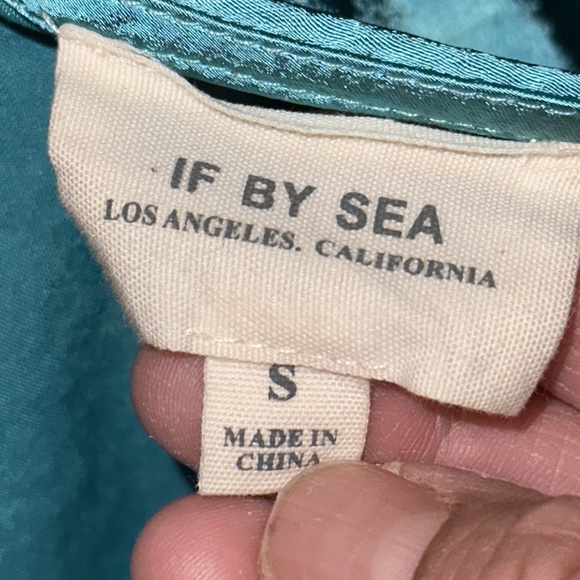 IF BY SEA
LOS ANGELES. CALIFORNIA
S
MADE IN
CHINA